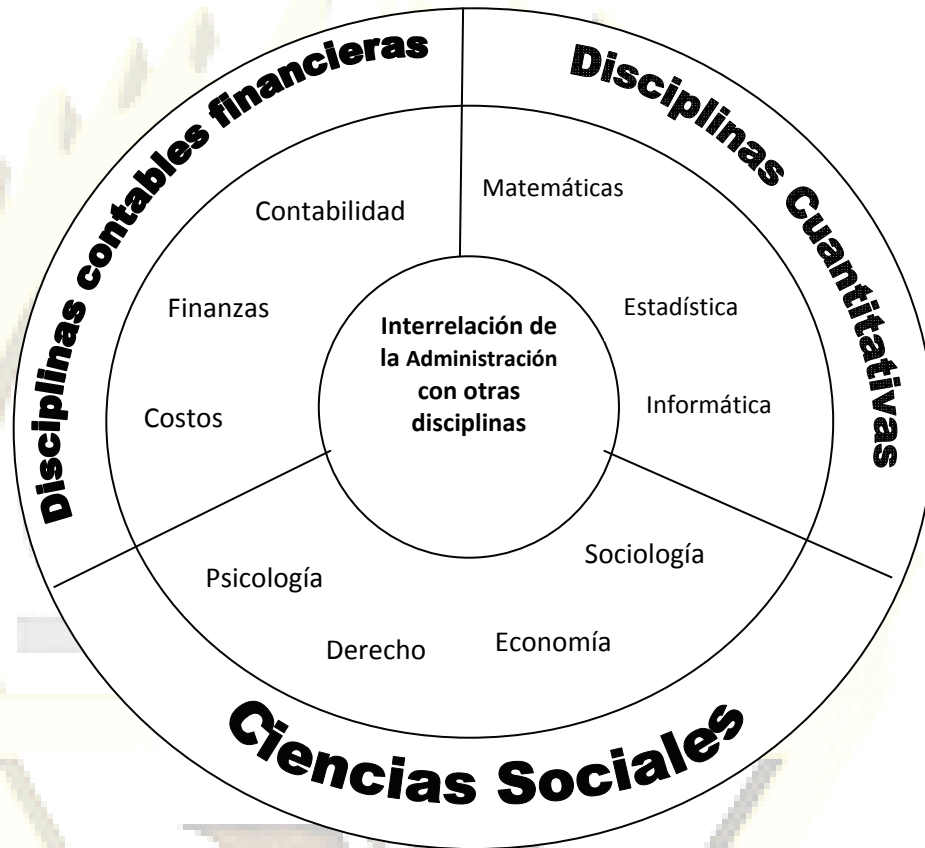 Disciplinas contables financieras
Disciplinas Cuantitativas
Contabilidad
Finanzas
Costos
Matemáticas
Estadística
Informática
Interrelación de
la Administración
con otras
disciplinas
Psicología
Derecho
Economía
Sociología
Ciencias Sociales